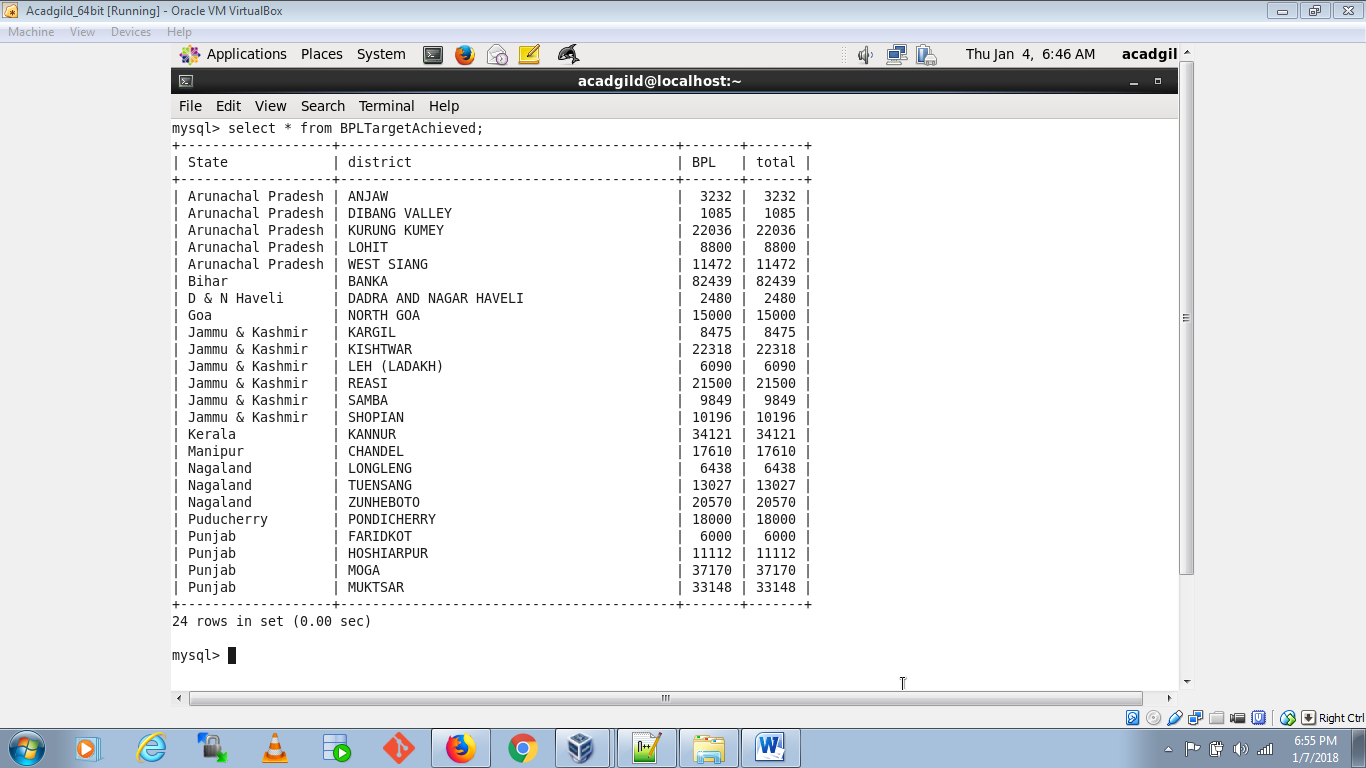 Acadgild_64bit [Running] - Oracle VM VirtualBox
Machine View Devices Help
Applications Places System Thu Jan 4, 6:46 AM acadgil
acadgild@localhost:~
File Edit View Search Terminal Help
mysql> select * from BPLTargetAchieved;
+-------------------+------------------------------------------+-------+-------+
| State | district | BPL | total |
+-------------------+------------------------------------------+-------+-------+
| Arunachal Pradesh | ANJAW | 3232 | 3232 |
| Arunachal Pradesh | DIBANG VALLEY | 1085 | 1085 |
| Arunachal Pradesh | KURUNG KUMEY | 22036 | 22036 |
| Arunachal Pradesh | LOHIT | 8800 | 8800 |
| Arunachal Pradesh | WEST SIANG | 11472 | 11472 |
| Bihar | BANKA | 82439 | 82439 |
| D & N Haveli | DADRA AND NAGAR HAVELI | 2480 | 2480 |
| Goa | NORTH GOA | 15000 | 15000 |
| Jammu & Kashmir | KARGIL | 8475 | 8475 |
| Jammu & Kashmir | KISHTWAR | 22318 | 22318 |
| Jammu & Kashmir | LEH (LADAKH) | 6090 | 6090 |
| Jammu & Kashmir | REASI | 21500 | 21500 |
| Jammu & Kashmir | SAMBA | 9849 | 9849 |
| Jammu & Kashmir | SHOPIAN | 10196 | 10196 |
| Kerala | KANNUR | 34121 | 34121 |
| Manipur | CHANDEL | 17610 | 17610 |
| Nagaland | LONGLENG | 6438 | 6438 |
| Nagaland | TUENSANG | 13027 | 13027 |
| Nagaland | ZUNHEBOTO | 20570 | 20570 |
| Puducherry | PONDICHERRY | 18000 | 18000 |
| Punjab | FARIDKOT | 6000 | 6000 |
| Punjab | HOSHIARPUR | 11112 | 11112 |
| Punjab | MOGA | 37170 | 37170 |
| Punjab | MUKTSAR | 33148 | 33148 |
+-------------------+------------------------------------------+-------+-------+
24 rows in set (0.00 sec)
mysql>
Right Ctrl
6:55 PM
1/7/2018